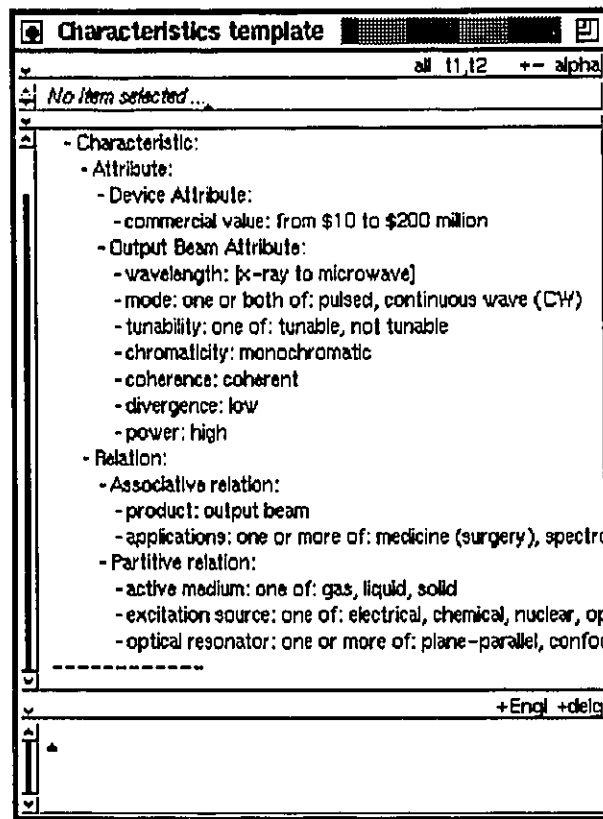 Characteristics template
all t1,t2 +- alpha
No item selected...
- Characteristic:
- Attribute:
- Device Attribute:
- commercial value: from $10 to $200 million
- Output Beam Attribute:
- wavelength: [x-ray to microwave]
- mode: one or both of: pulsed, continuous wave (CW)
- tunability: one of: tunable, not tunable
- chromaticity: monochromatic
- coherence: coherent
- divergence: low
- power: high
- Relation:
- Associative relation:
- product: output beam
- applications: one or more of: medicine (surgery), spectro
- Partitive relation:
- active medium: one of: gas, liquid, solid
- excitation source: one of: electrical, chemical, nuclear, op
- optical resonator: one or more of: plane-parallel, confoc
-------------
+Engl +delq